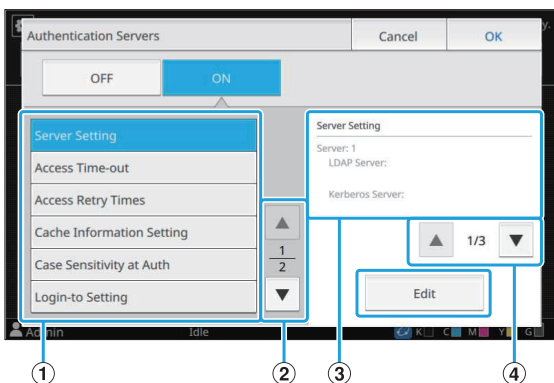 Authentication Servers
Cancel
OK
y.
OFF
ON
Server Setting
Access Time-out
Access Retry Times
Cache Information Setting
Case Sensitivity at Auth
Login-to Setting
1
2
Server Setting
Server: 1
LDAP Server:
Kerberos Server:
1/3
Edit
Admin
Idle
K
C
M
Y
G
1
2
3
4